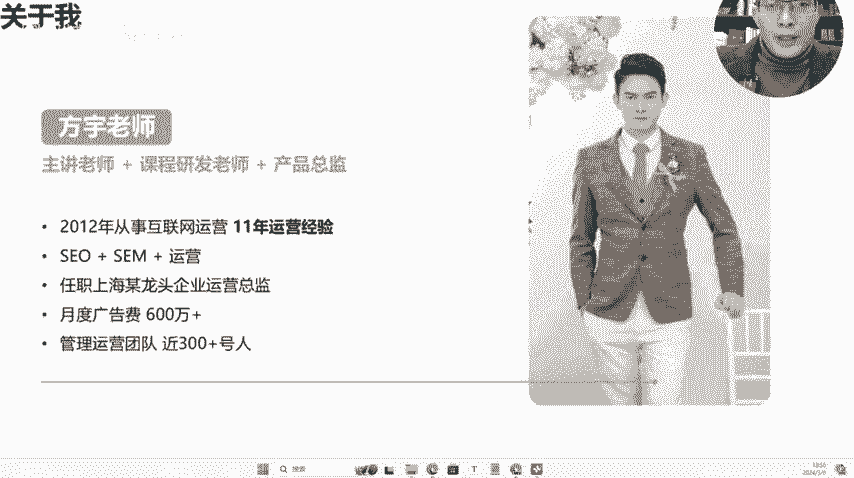 关于我
方宇老师
主讲老师 + 课程研发老师 + 产品总监
• 2012年从事互联网运营 11年运营经验
• SEO + SEM + 运营
• 任职上海某龙头企业运营总监
• 月度广告费 600万+
• 管理运营团队 近300+号人
搜索